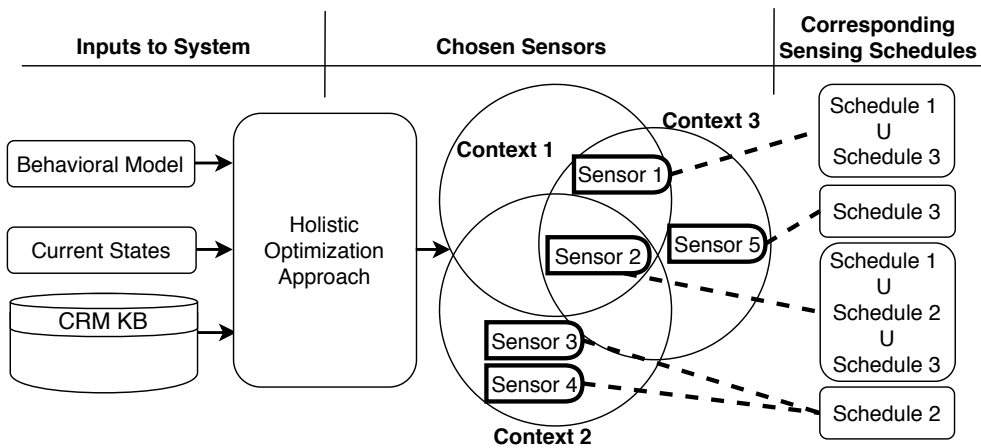 Inputs to System
Chosen Sensors
Corresponding
Sensing Schedules
Behavioral Model
Current States
CRM KB
Holistic
Optimization
Approach
Context 1
Context 3
Context 2
Sensor 1
Sensor 2
Sensor 5
Sensor 3
Sensor 4
Schedule 1
U
Schedule 3
Schedule 3
Schedule 1
U
Schedule 2
U
Schedule 3
Schedule 2